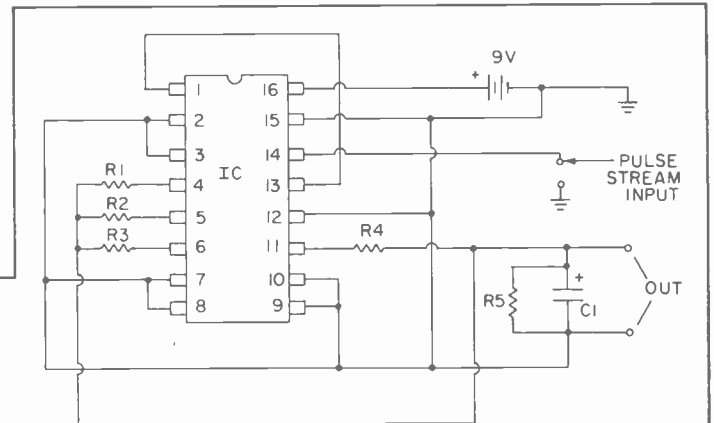 9V
+
1 16
2 15
3 14
IC
R1 4 13
R2 5 12
R3 6 11 R4
7 10
8 9
PULSE
STREAM
INPUT
R5
+
C1
OUT